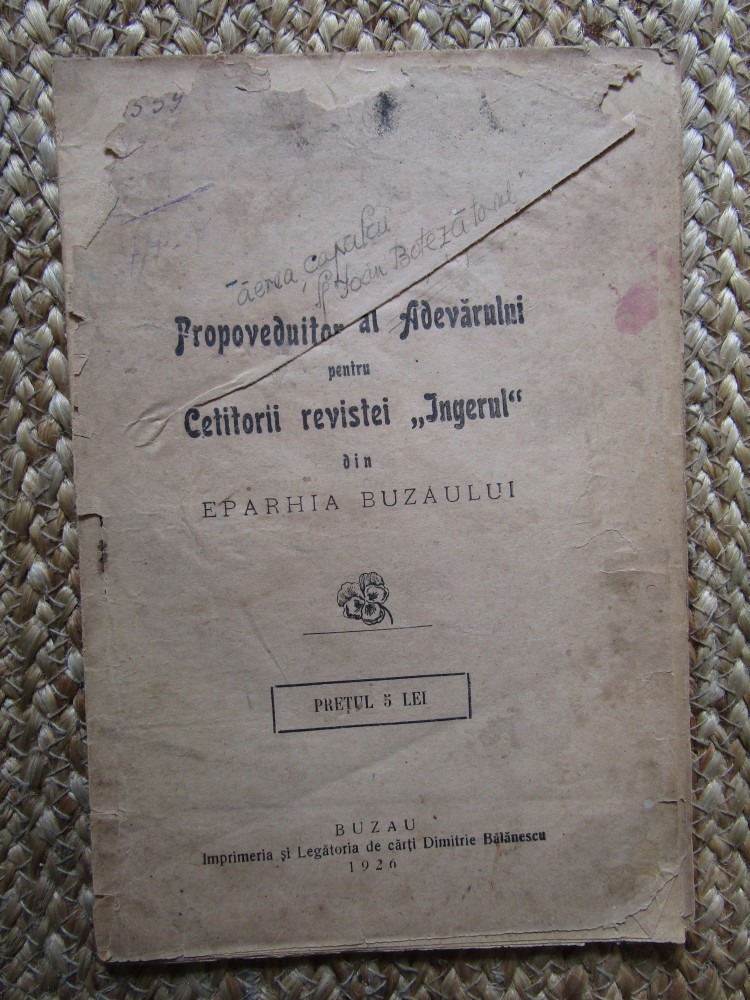 559
Tăerea capului
Sf Ioan Botezătorul"
Propoveduitor al Adevărului
pentru
Cetitorii revistei „Ingerul“
din
EPARHIA BUZAULUI
PREȚUL 5 LEI
BUZAU
Imprimeria și Legătoria de cărți Dimitrie Bălănescu
1926